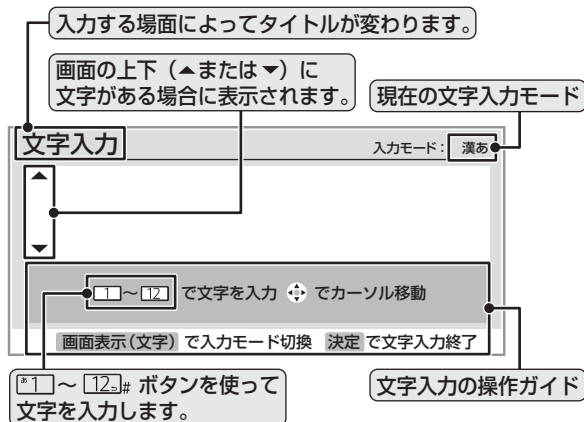 入力する場面によってタイトルが変わります。
画面の上下（▲または▼）に
文字がある場合に表示されます。
現在の文字入力モード
文字入力
入力モード： 漢あ
▲
▼
1～12 で文字を入力 でカーソル移動
画面表示（文字） で入力モード切換 決定 で文字入力終了
1～12# ボタンを使って
文字を入力します。
文字入力の操作ガイド